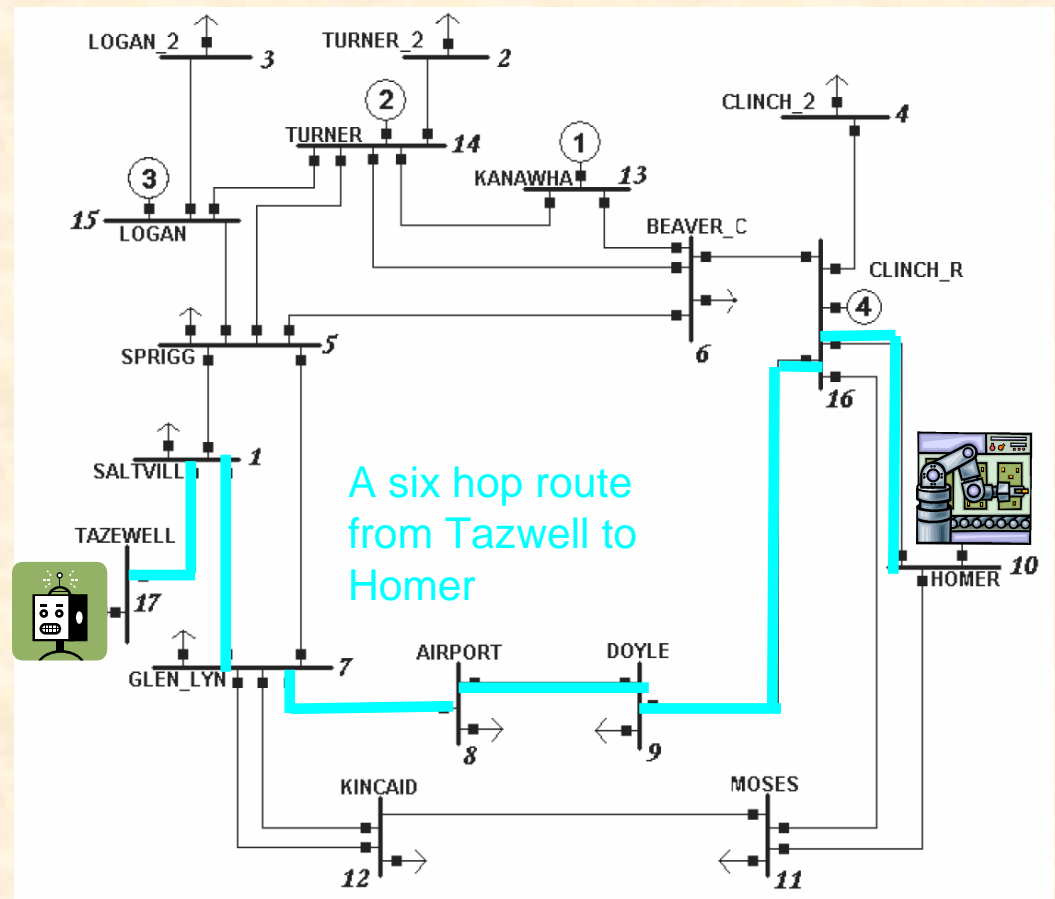 LOGAN_2
3
TURNER_2
2
CLINCH_2
4
2
TURNER
14
1
KANAWHA
13
3
15
LOGAN
BEAVER_C
CLINCH_R
4
SPRIGG
5
6
16
SALTVILL
1
A six hop route
from Tazwell to
Homer
TAZEWELL
17
HOMER
10
GLEN_LYN
7
AIRPORT
DOYLE
8
9
KINCAID
MOSES
12
11